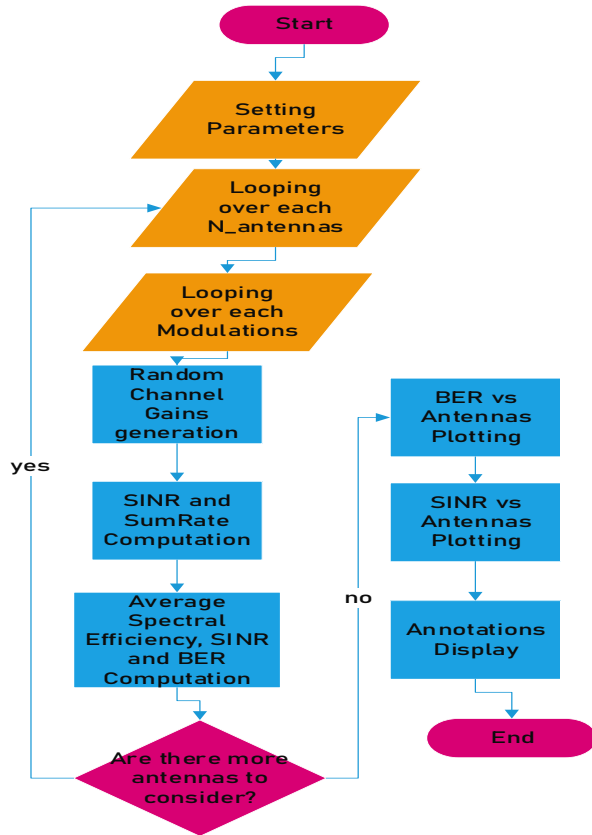 Start
Setting
Parameters
Looping
over each
N_antennas
Looping
over each
Modulations
Random
Channel
Gains
generation
SINR and
SumRate
Computation
Average
Spectral
Efficiency, SINR
and BER
Computation
Are there more
antennas to
consider?
yes
no
BER vs
Antennas
Plotting
SINR vs
Antennas
Plotting
Annotations
Display
End